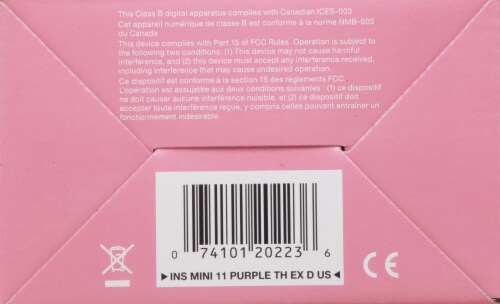 This Class B digital apparatus complies with Canadian ICES-003
Cet appareil numérique de classe B est conforme à la norme NMB-003
du Canada
This device complies with Part 15 of FCC Rules. Operation is subject to
the following two conditions: (1) This device may not cause harmful
interference, and (2) this device must accept any interference received,
including interference that may cause undesired operation.
Ce dispositif est conforme à la section 15 des règlements FCC.
L'opération est assujetite aux deux conditions suivantes : (1) ce dispositif
ne doit causer aucune interférence nuisible, et (2) ce dispositif doit
accepter toute interférence reçue, y compris celles pouvant entraîner un
fonctionnement indésirable.
0 74101 20223 6
▶INS MINI 11 PURPLE TH EX D US◀
CE